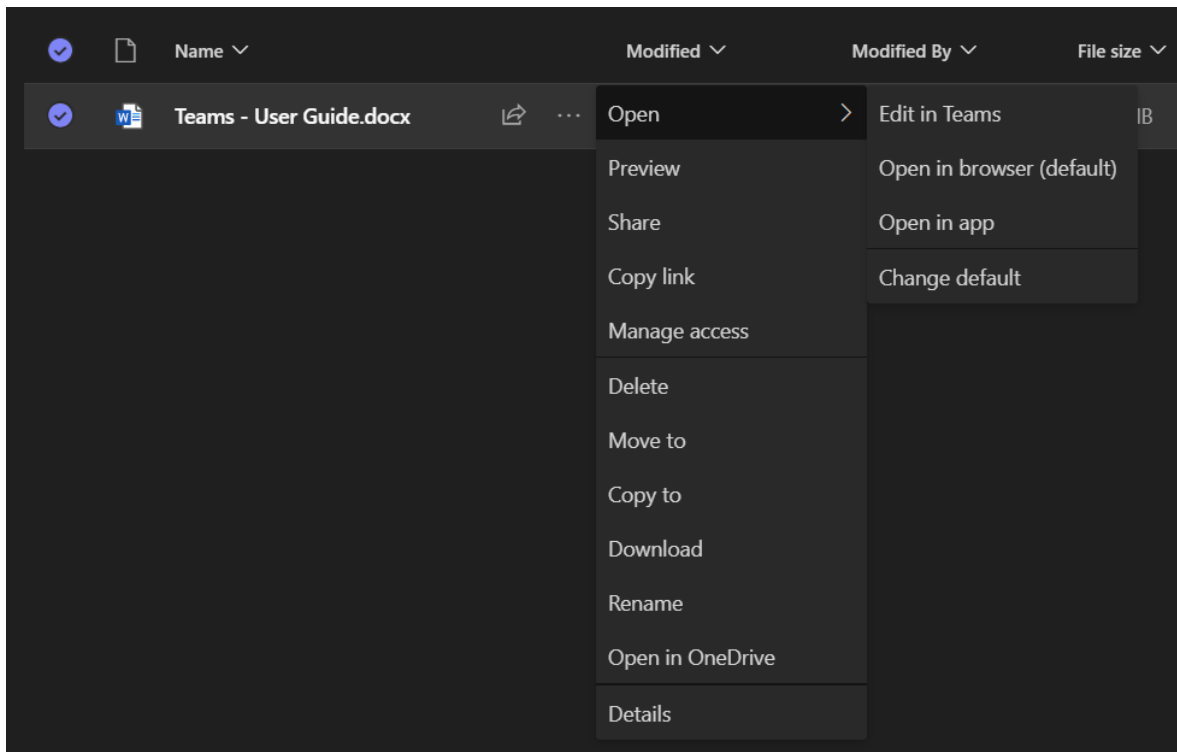 Name Modified Modified By File size
Teams - User Guide.docx
Open
Preview
Share
Copy link
Manage access
Delete
Move to
Copy to
Download
Rename
Open in OneDrive
Details
Edit in Teams
Open in browser (default)
Open in app
Change default